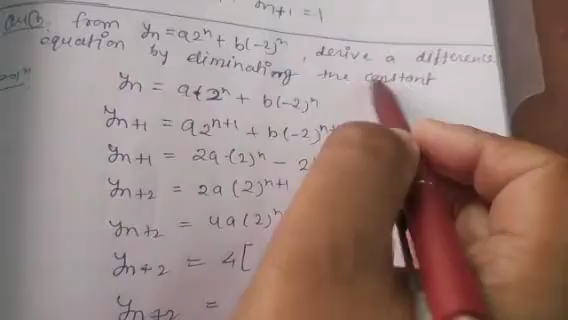 yn+1 = 1
from yn = a2ⁿ + b(-2)ⁿ, derive a difference
equation by eliminating the constant
yn = a(2ⁿ + b(-2)ⁿ
yn+1 = a2ⁿ⁺¹ + b(-2)ⁿ⁺
yn+1 = 2a·(2)ⁿ - 2
yn+2 = 2a(2)ⁿ⁺¹
yn+2 = 4a(2)ⁿ
yn+2 = 4[
yn+2 =